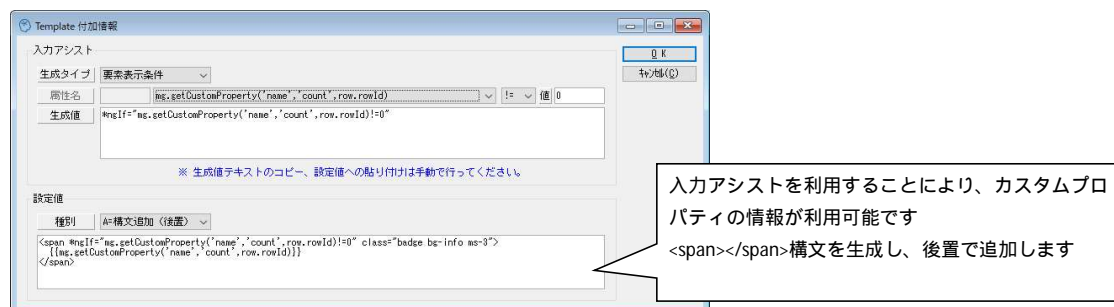 Template 付加情報
入力アシスト
生成タイプ 要素表示条件
属性名 mg.getCustomProperty('name','count',row.rowId) != 値 0
生成値 *ngIf="mg.getCustomProperty('name','count',row.rowId)!=0"
※ 生成値テキストのコピー、設定値への貼り付けは手動で行ってください。
O K
キャンセル(C)
設定値
種別 A=構文追加（後置）
<span *ngIf="mg.getCustomProperty('name','count',row.rowId)!=0" class="badge bg-info ms-3">
{{mg.getCustomProperty('name','count',row.rowId)}}
</span>
入力アシストを利用することにより、カスタムプロ
パティの情報が利用可能です
<span></span>構文を生成し、後置で追加します